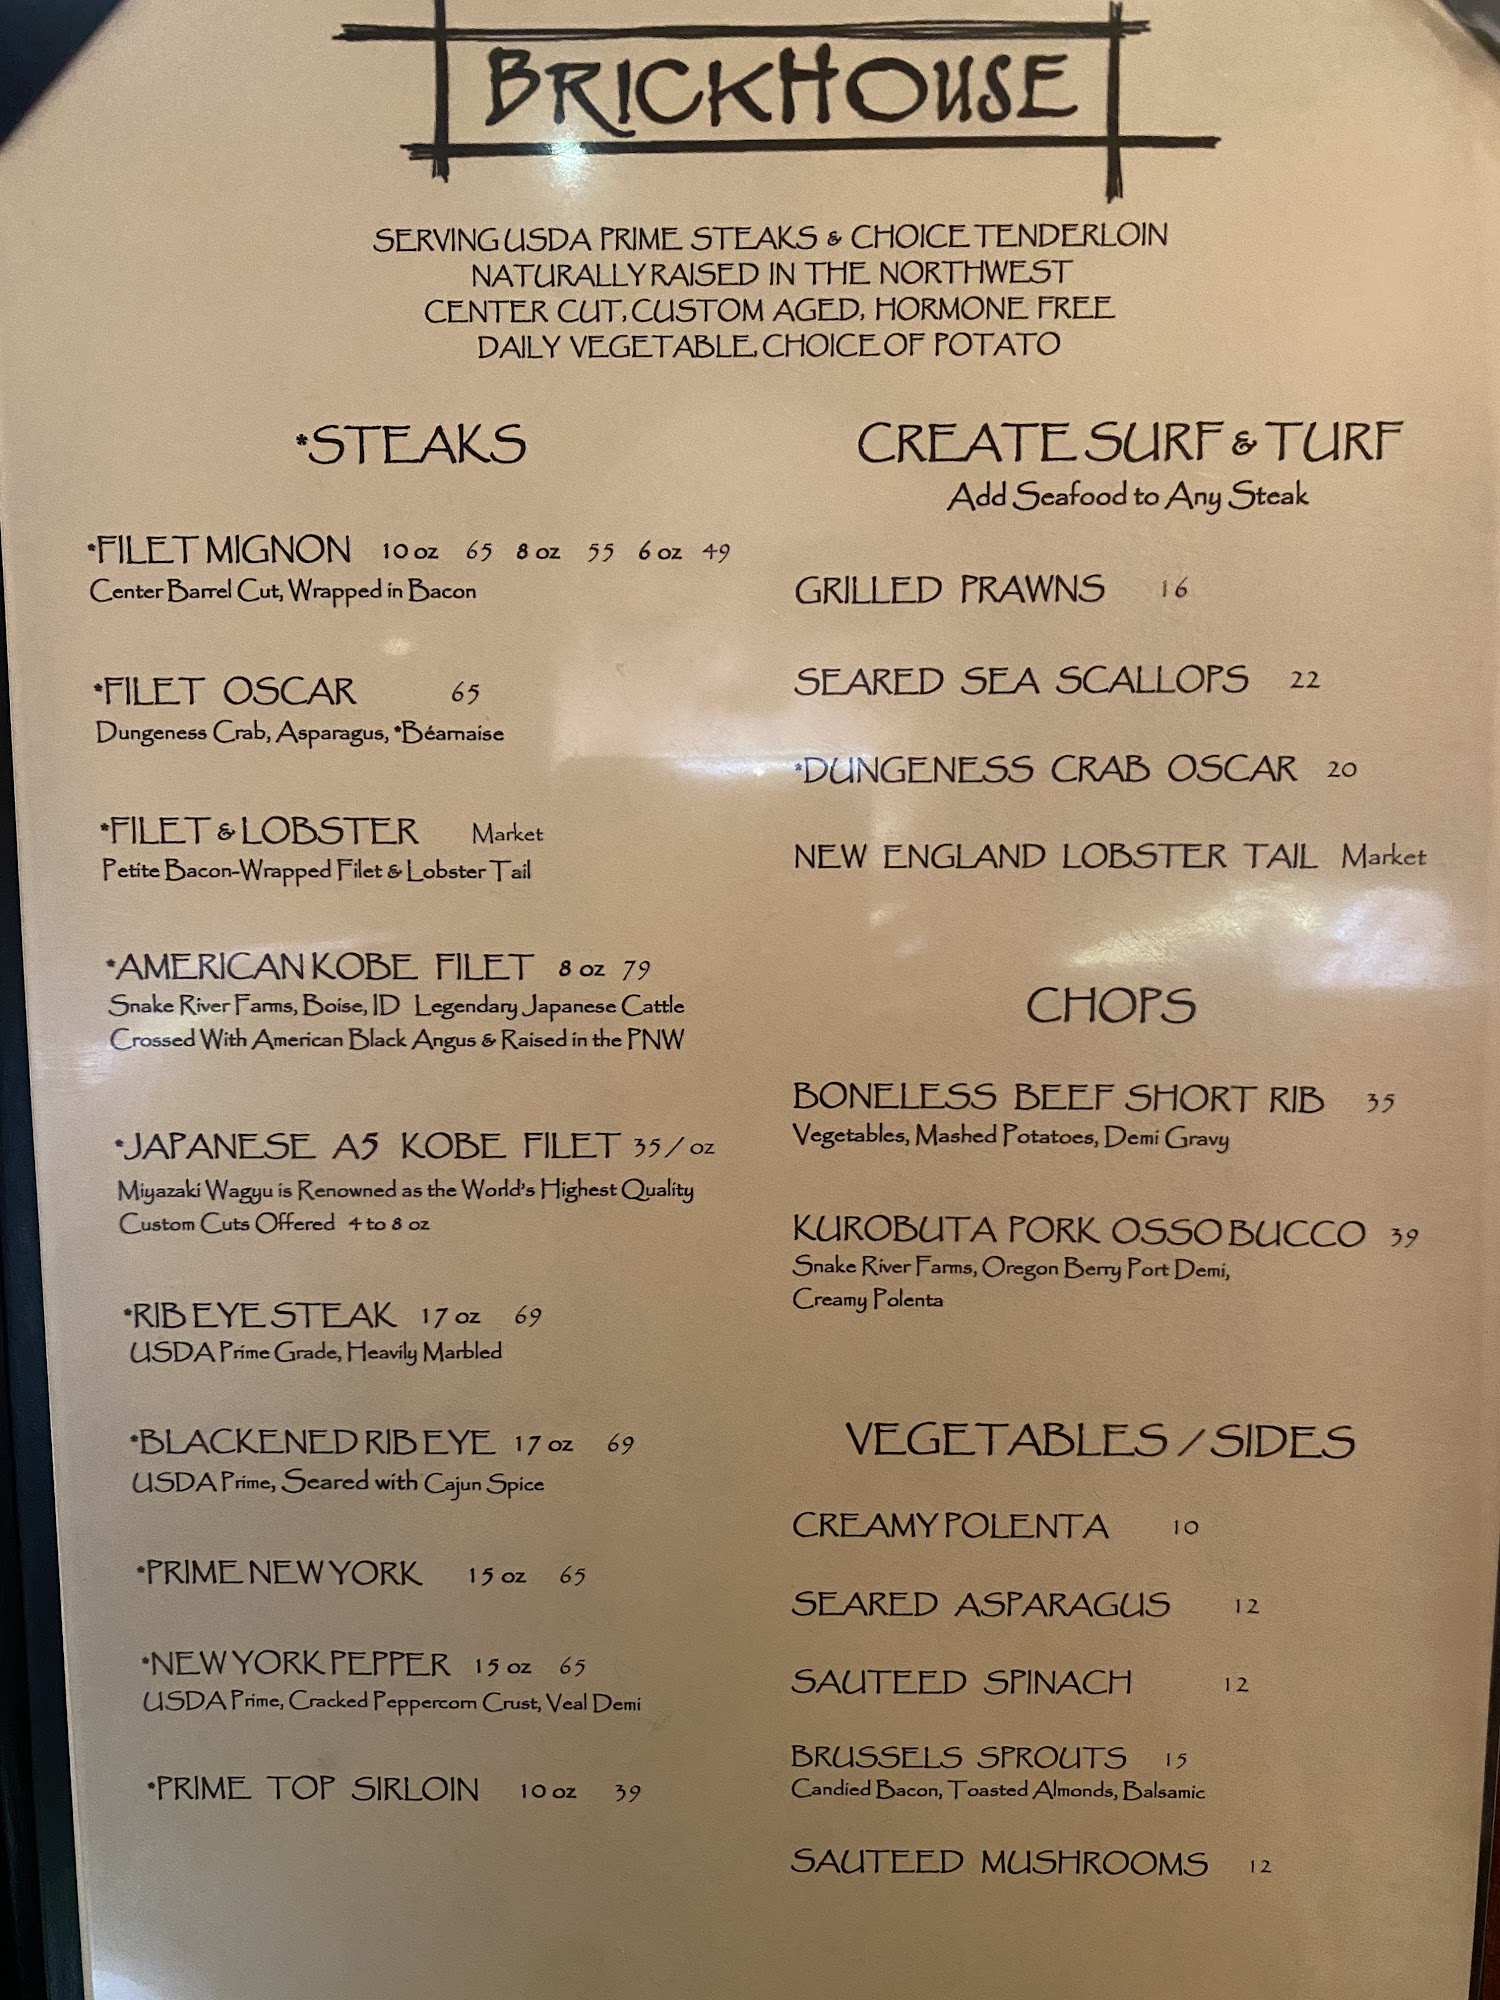 BRICKHOUSE
SERVING USDA PRIME STEAKS & CHOICE TENDERLOIN
NATURALLY RAISED IN THE NORTHWEST
CENTER CUT, CUSTOM AGED, HORMONE FREE
DAILY VEGETABLE, CHOICE OF POTATO
*STEAKS
*FILET MIGNON 10 oz 65 8 oz 55 6 oz 49
Center Barrel Cut, Wrapped in Bacon
*FILET OSCAR 65
Dungeness Crab, Asparagus, *Béarnaise
*FILET & LOBSTER Market
Petite Bacon-Wrapped Filet & Lobster Tail
*AMERICAN KOBE FILET 8 oz 79
Snake River Farms, Boise, ID Legendary Japanese Cattle
Crossed With American Black Angus & Raised in the PNW
*JAPANESE A5 KOBE FILET 35 / oz
Miyazaki Wagyu is Renowned as the World's Highest Quality
Custom Cuts Offered 4 to 8 oz
*RIB EYE STEAK 17 oz 69
USDA Prime Grade, Heavily Marbled
*BLACKENED RIB EYE 17 oz 69
USDA Prime, Seared with Cajun Spice
*PRIME NEW YORK 15 oz 65
*NEW YORK PEPPER 15 oz 65
USDA Prime, Cracked Peppercorn Crust, Veal Demi
*PRIME TOP SIRLOIN 10 oz 39
CREATE SURF & TURF
Add Seafood to Any Steak
GRILLED PRAWNS 16
SEARED SEA SCALLOPS 22
*DUNGENESS CRAB OSCAR 20
NEW ENGLAND LOBSTER TAIL Market
CHOPS
BONELESS BEEF SHORT RIB 35
Vegetables, Mashed Potatoes, Demi Gravy
KUROBUTA PORK OSSO BUCCO 39
Snake River Farms, Oregon Berry Port Demi,
Creamy Polenta
VEGETABLES / SIDES
CREAMY POLENTA 10
SEARED ASPARAGUS 12
SAUTEED SPINACH 12
BRUSSELS SPROUTS 15
Candied Bacon, Toasted Almonds, Balsamic
SAUTEED MUSHROOMS 12